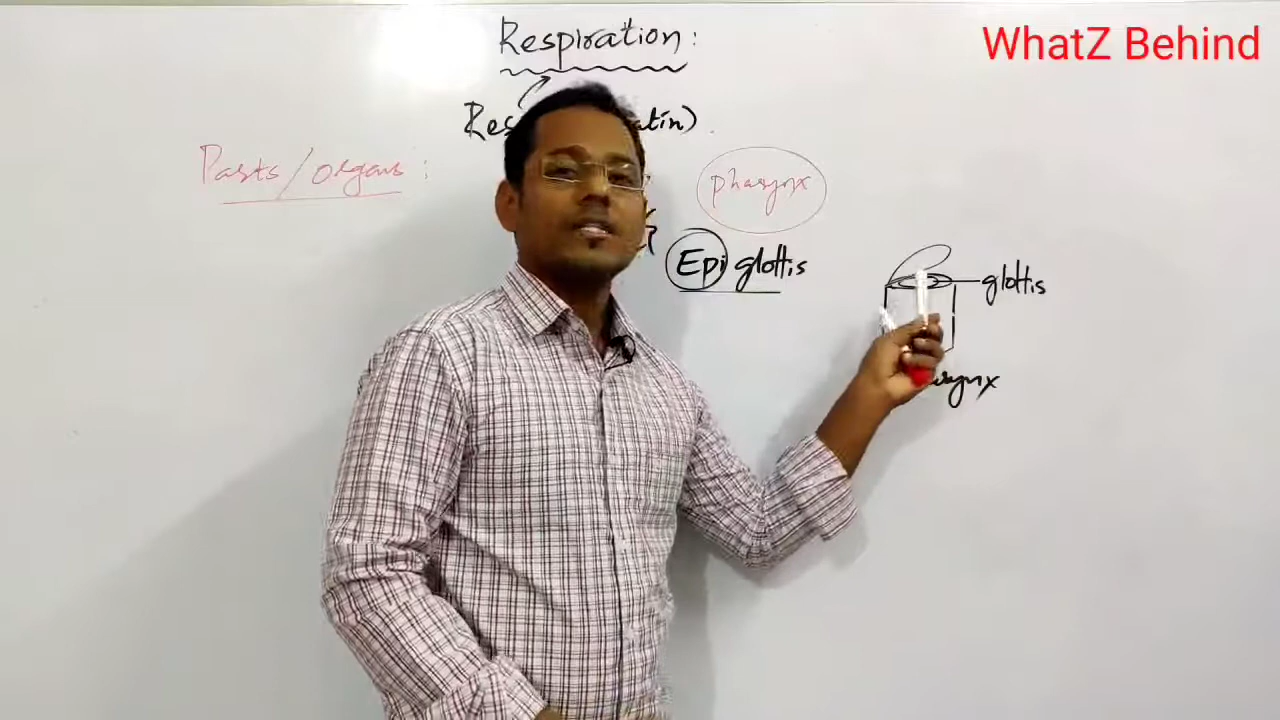 WhatZ Behind
Respiration :
Parts/organs :
pharynx
Epiglottis
glottis